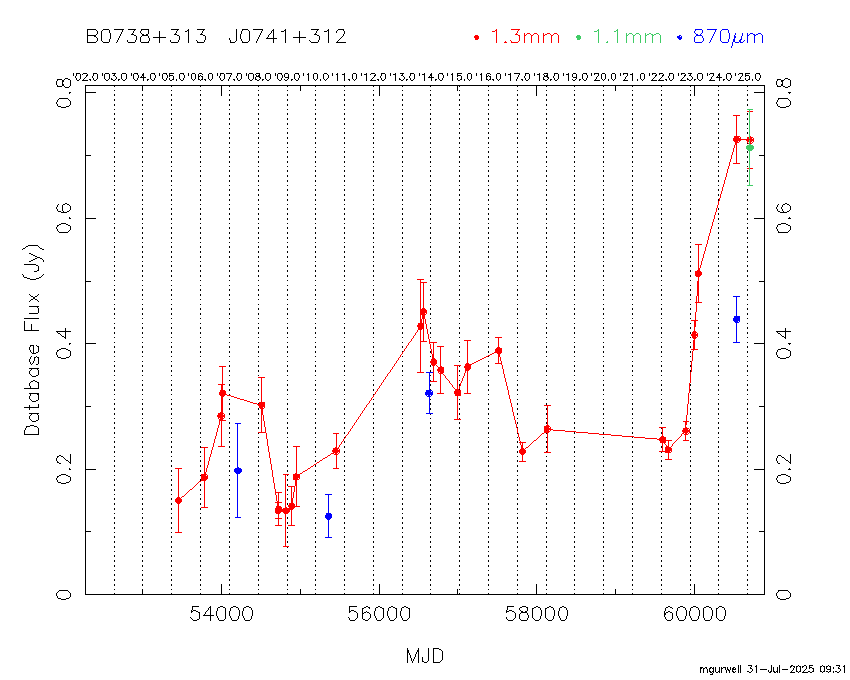 B0738+313 J0741+312 1.3mm 1.1mm 870μm
'02.0 '03.0 '04.0 '05.0 '06.0 '07.0 '08.0 '09.0 '10.0 '11.0 '12.0 '13.0 '14.0 '15.0 '16.0 '17.0 '18.0 '19.0 '20.0 '21.0 '22.0 '23.0 '24.0 '25.0
0.8 0.8
0.6 0.6
0.4 0.4
0.2 0.2
0 0
Database Flux (Jy)
54000 56000 58000 60000
MJD
mgurwell 31-Jul-2025 09:31